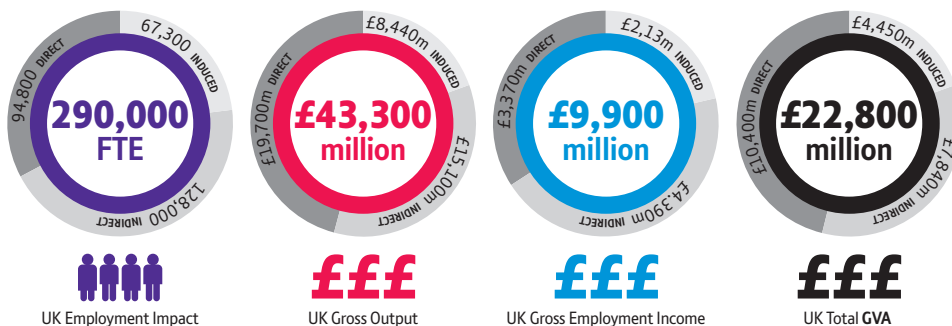 94,800 DIRECT
67,300 INDUCED
128,000 INDIRECT
290,000
FTE
UK Employment Impact
£19,700m DIRECT
£8,440m INDUCED
£15,100m INDIRECT
£43,300
million
£££
UK Gross Output
£3,370m DIRECT
£2,13m INDUCED
£4,390m INDIRECT
£9,900
million
£££
UK Gross Employment Income
£10,400m DIRECT
£4,450m INDUCED
£7,840m INDIRECT
£22,800
million
£££
UK Total GVA